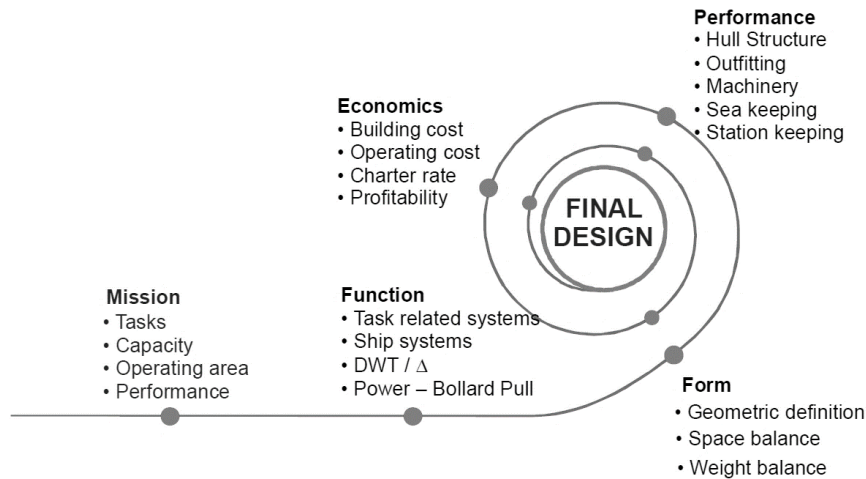 Performance
• Hull Structure
• Outfitting
• Machinery
• Sea keeping
• Station keeping
Economics
• Building cost
• Operating cost
• Charter rate
• Profitability
FINAL
DESIGN
Mission
• Tasks
• Capacity
• Operating area
• Performance
Function
• Task related systems
• Ship systems
• DWT / Δ
• Power – Bollard Pull
Form
• Geometric definition
• Space balance
• Weight balance